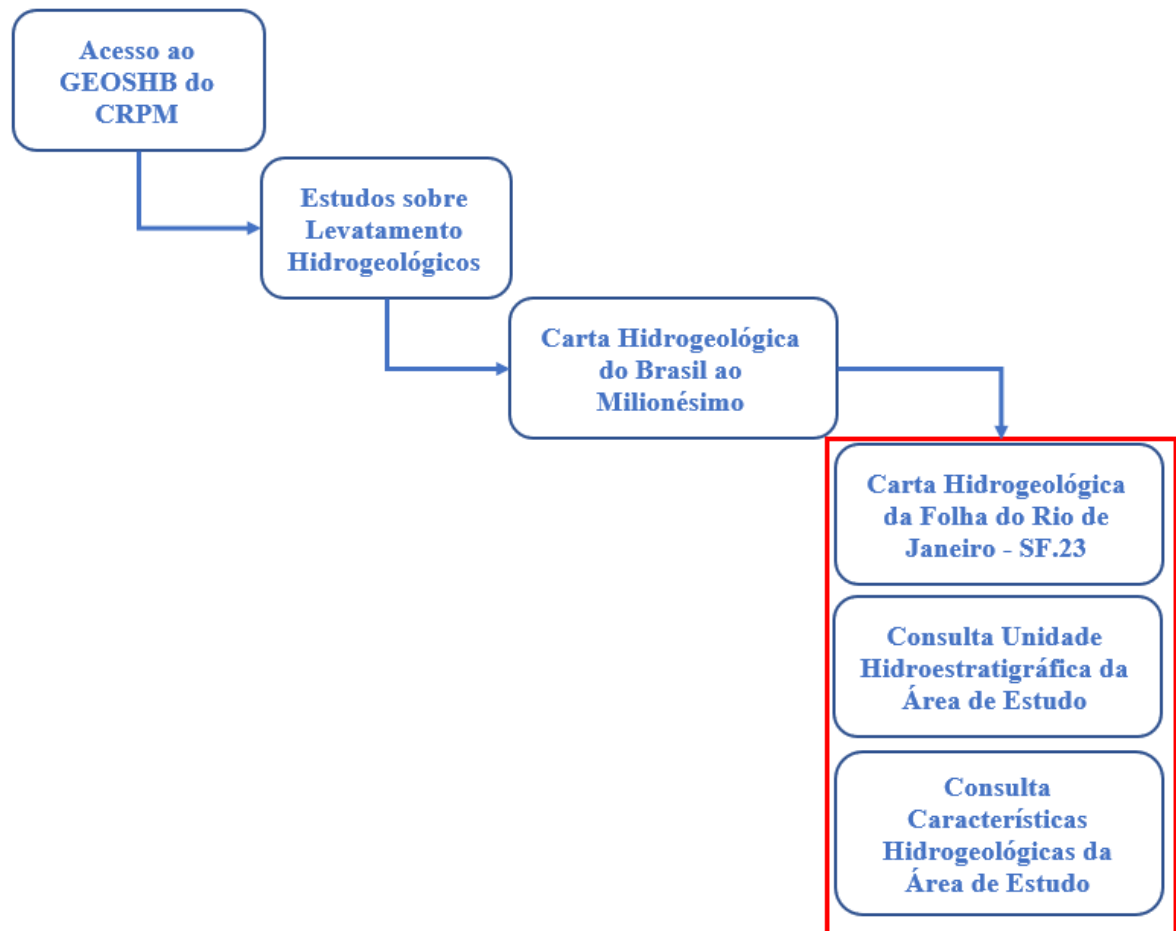 Acesso ao
GEOSHB do
CRPM
Estudos sobre
Levatamento
Hidrogeológicos
Carta Hidrogeológica
do Brasil ao
Milionésimo
Carta Hidrogeológica
da Folha do Rio de
Janeiro - SF.23
Consulta Unidade
Hidroestratigráfica da
Área de Estudo
Consulta
Características
Hidrogeológicas da
Área de Estudo